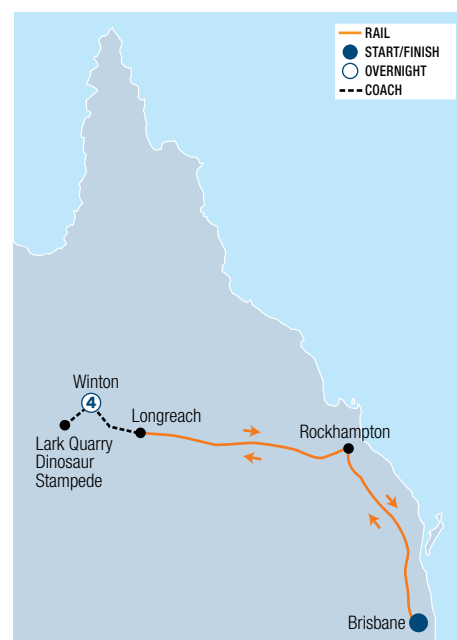 RAIL
START/FINISH
OVERNIGHT
COACH
Winton
4
Longreach
Lark Quarry
Dinosaur
Stampede
Rockhampton
Brisbane